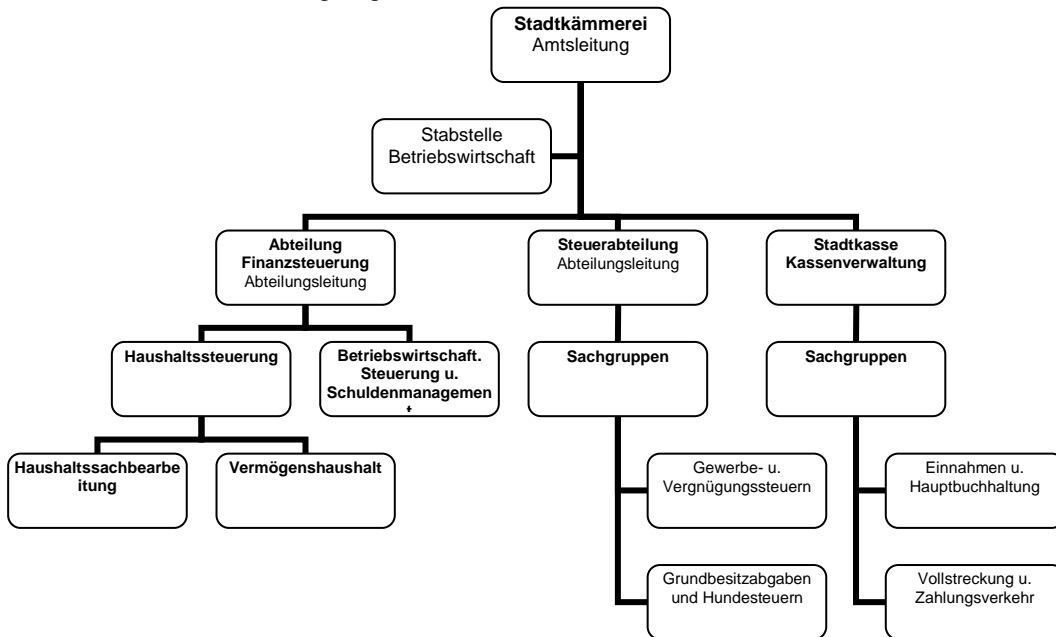 Stadtkämmerei
Amtsleitung
Stabstelle
Betriebswirtschaft
Abteilung
Finanzsteuerung
Abteilungsleitung
Steuerabteilung
Abteilungsleitung
Stadtkasse
Kassenverwaltung
Haushaltssteuerung
Betriebswirtschaft.
Steuerung u.
Schuldenmanagemen
t
Sachgruppen
Sachgruppen
Haushaltssachbearbe
itung
Vermögenshaushalt
Gewerbe- u.
Vergnügungssteuern
Einnahmen u.
Hauptbuchhaltung
Grundbesitzabgaben
und Hundesteuern
Vollstreckung u.
Zahlungsverkehr